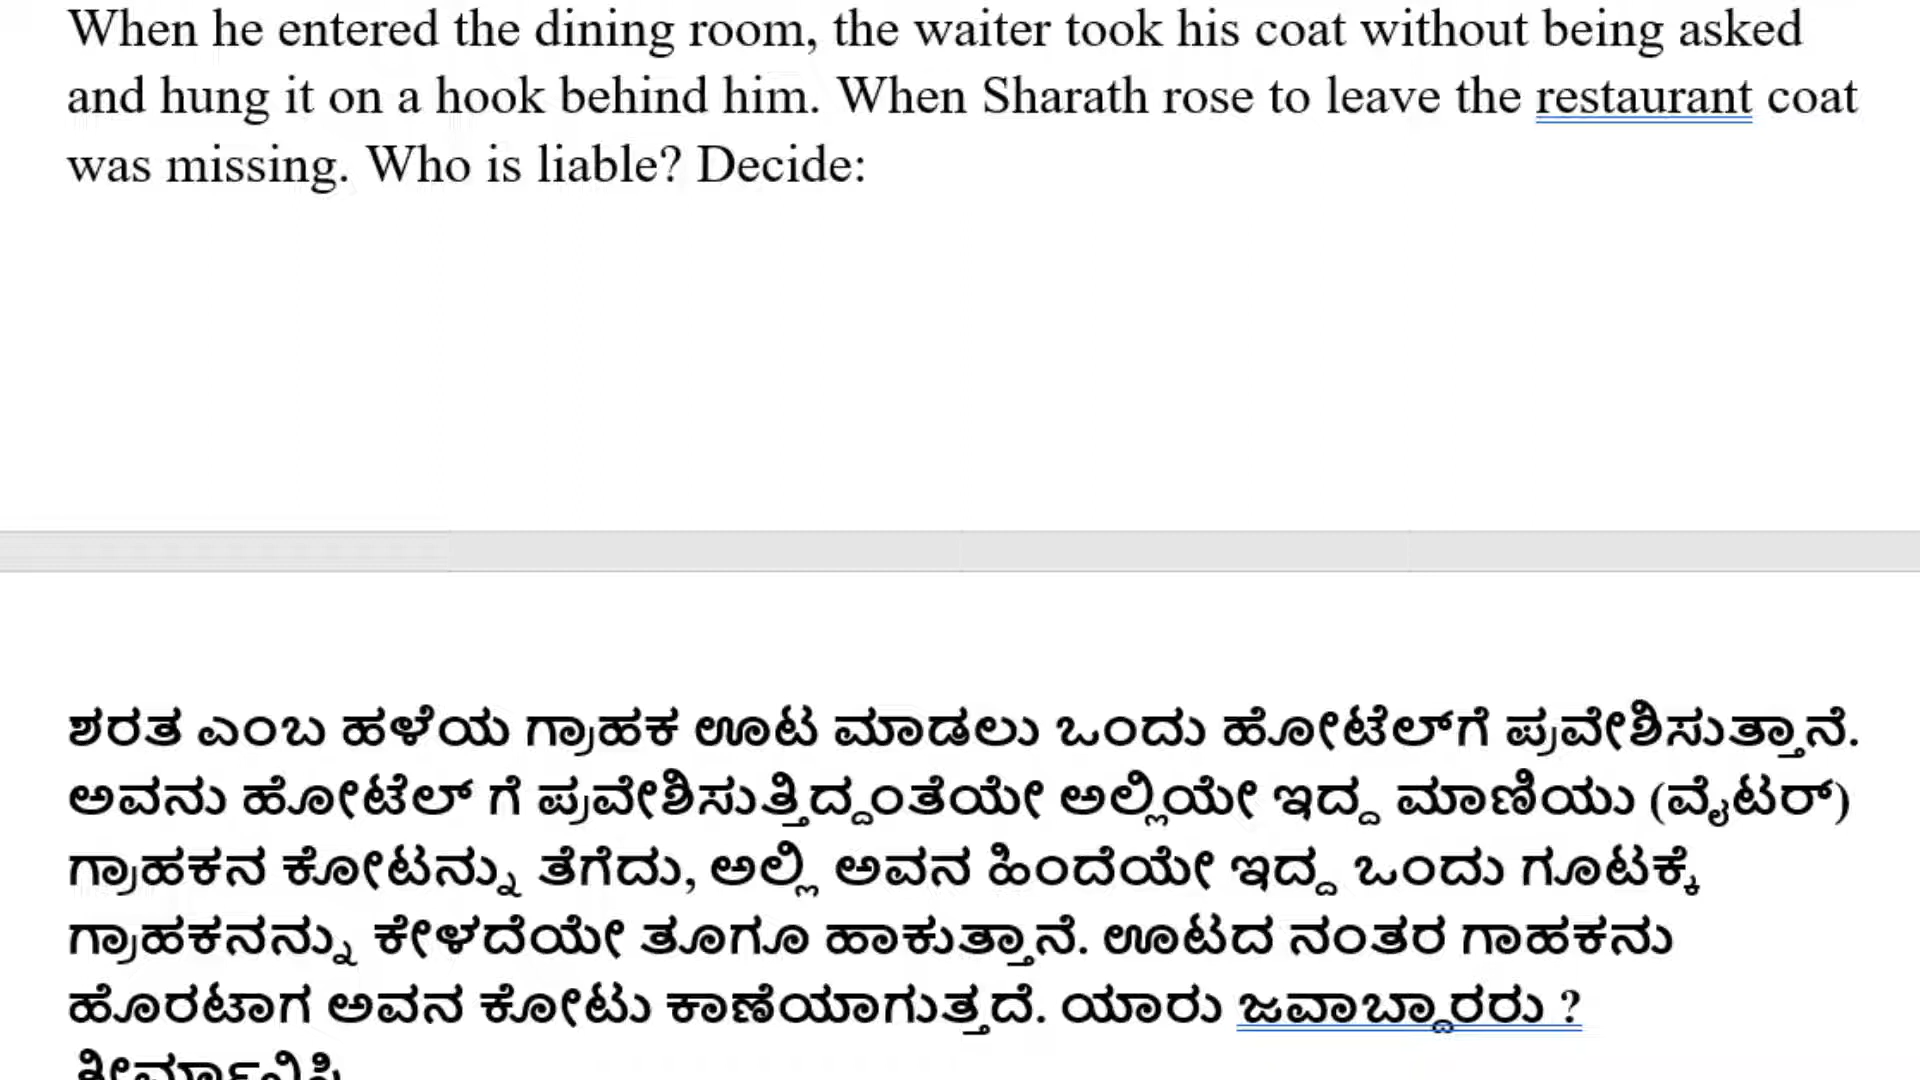 When he entered the dining room, the waiter took his coat without being asked
and hung it on a hook behind him. When Sharath rose to leave the restaurant coat
was missing. Who is liable? Decide:
ಶರತ ಎಂಬ ಹಳೆಯ ಗ್ರಾಹಕ ಊಟ ಮಾಡಲು ಒಂದು ಹೋಟೆಲ್‌ಗೆ ಪ್ರವೇಶಿಸುತ್ತಾನೆ.
ಅವನು ಹೋಟೆಲ್ ಗೆ ಪ್ರವೇಶಿಸುತ್ತಿದ್ದಂತೆಯೇ ಅಲ್ಲಿಯೇ ಇದ್ದ ಮಾಣಿಯು (ವೈಟರ್)
ಗ್ರಾಹಕನ ಕೋಟನ್ನು ತೆಗೆದು, ಅಲ್ಲಿ ಅವನ ಹಿಂದೆಯೇ ಇದ್ದ ಒಂದು ಗೂಟಕ್ಕೆ
ಗ್ರಾಹಕನನ್ನು ಕೇಳದೆಯೇ ತೂಗೂ ಹಾಕುತ್ತಾನೆ. ಊಟದ ನಂತರ ಗಾಹಕನು
ಹೊರಟಾಗ ಅವನ ಕೋಟು ಕಾಣೆಯಾಗುತ್ತದೆ. ಯಾರು ಜವಾಬ್ದಾರರು ?
ತೀರ್ಮಾನಿಸಿ